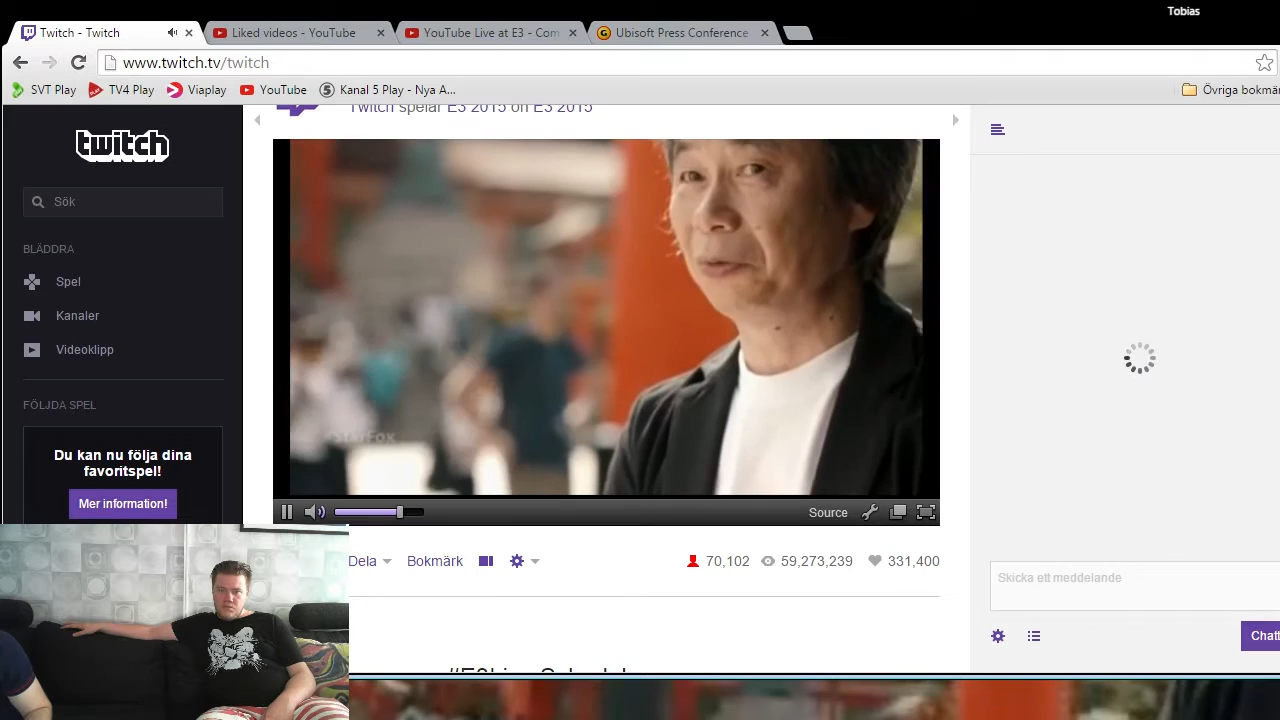 Tobias
Twitch - Twitch
Liked videos - YouTube
YouTube Live at E3 - Com
Ubisoft Press Conference
www.twitch.tv/twitch
SVT Play
TV4 Play
Viaplay
YouTube
Kanal 5 Play - Nya A...
Övriga bokmär
Twitch spelar E3 2015 on E3 2015
twitch
Sök
BLÄDDRA
Spel
Kanaler
Videoklipp
FÖLJDA SPEL
Du kan nu följa dina
favoritspel!
Mer information!
StarFox
Source
Dela
Bokmärk
70,102
59,273,239
331,400
Skicka ett meddelande
Chatt